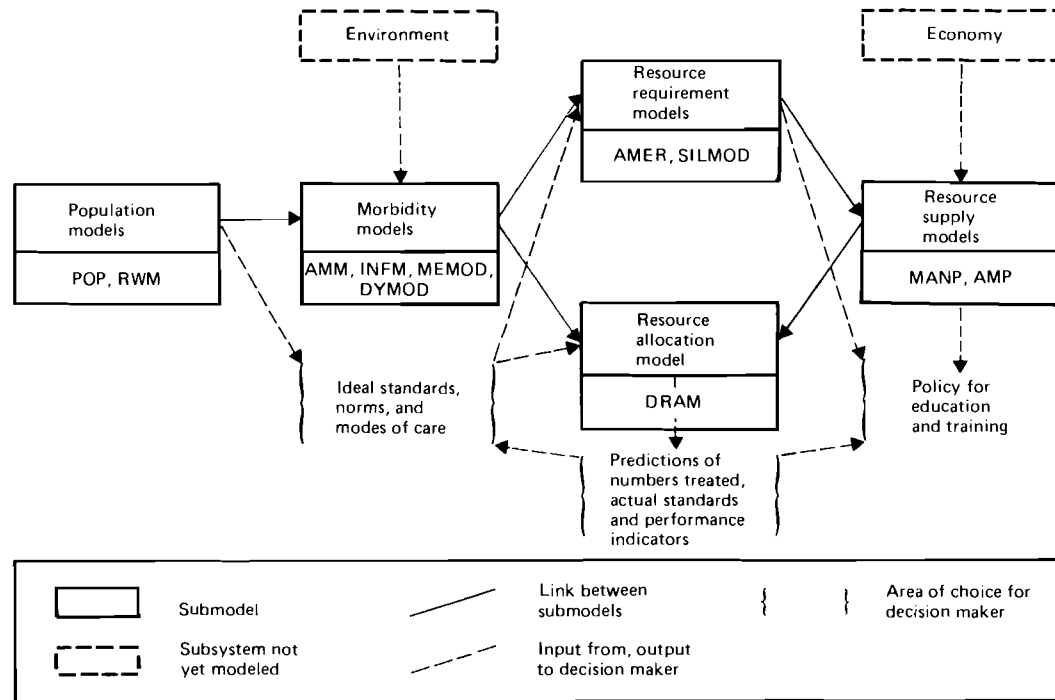 Environment
Economy
Resource
requirement
models
AMER, SILMOD
Population
models
POP, RWM
Morbidity
models
AMM, INFM, MEMOD,
DYMOD
Resource
supply
models
MANP, AMP
Resource
allocation
model
DRAM
Ideal standards,
norms, and
modes of care
Policy for
education
and training
Predictions of
numbers treated,
actual standards
and performance
indicators
Submodel
Link between
submodels
Area of choice for
decision maker
Subsystem not
yet modeled
Input from, output
to decision maker